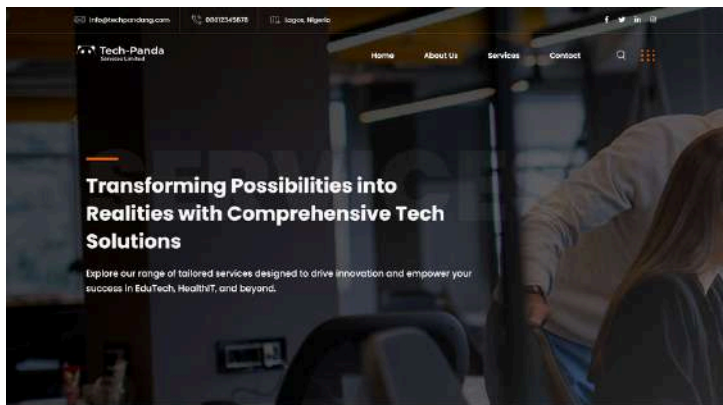 info@techpandang.com 08012345678 Lagos, Nigeria
Tech-Panda
Services Limited
Home About Us Services Contact
SERVICES
Transforming Possibilities into
Realities with Comprehensive Tech
Solutions
Explore our range of tailored services designed to drive innovation and empower your
success in EduTech, HealthIT, and beyond.